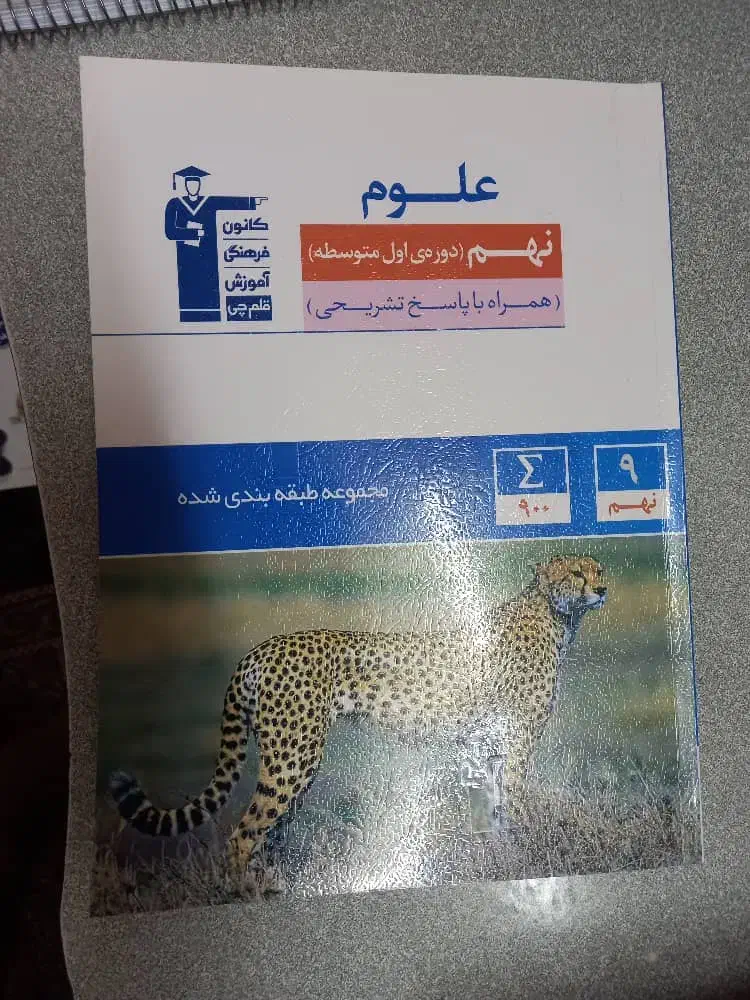 علوم
نهم (دوره‌ی اول متوسطه)
(همراه با پاسخ تشریحی)
کانون
فرهنگی
آموزش
قلم‌چی
۹
نهم
Σ
۹۰۰
مجموعه طبقه بندی شده